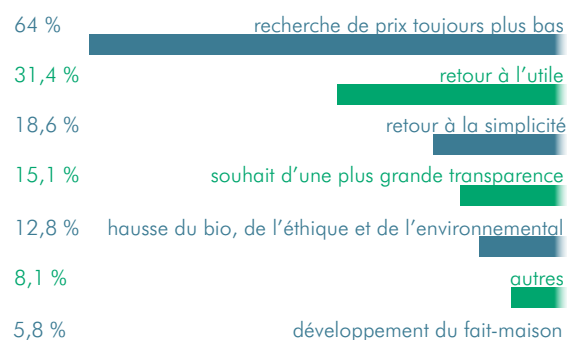 64 % recherche de prix toujours plus bas
31,4 % retour à l’utile
18,6 % retour à la simplicité
15,1 % souhait d’une plus grande transparence
12,8 % hausse du bio, de l’éthique et de l’environnemental
8,1 % autres
5,8 % développement du fait-maison